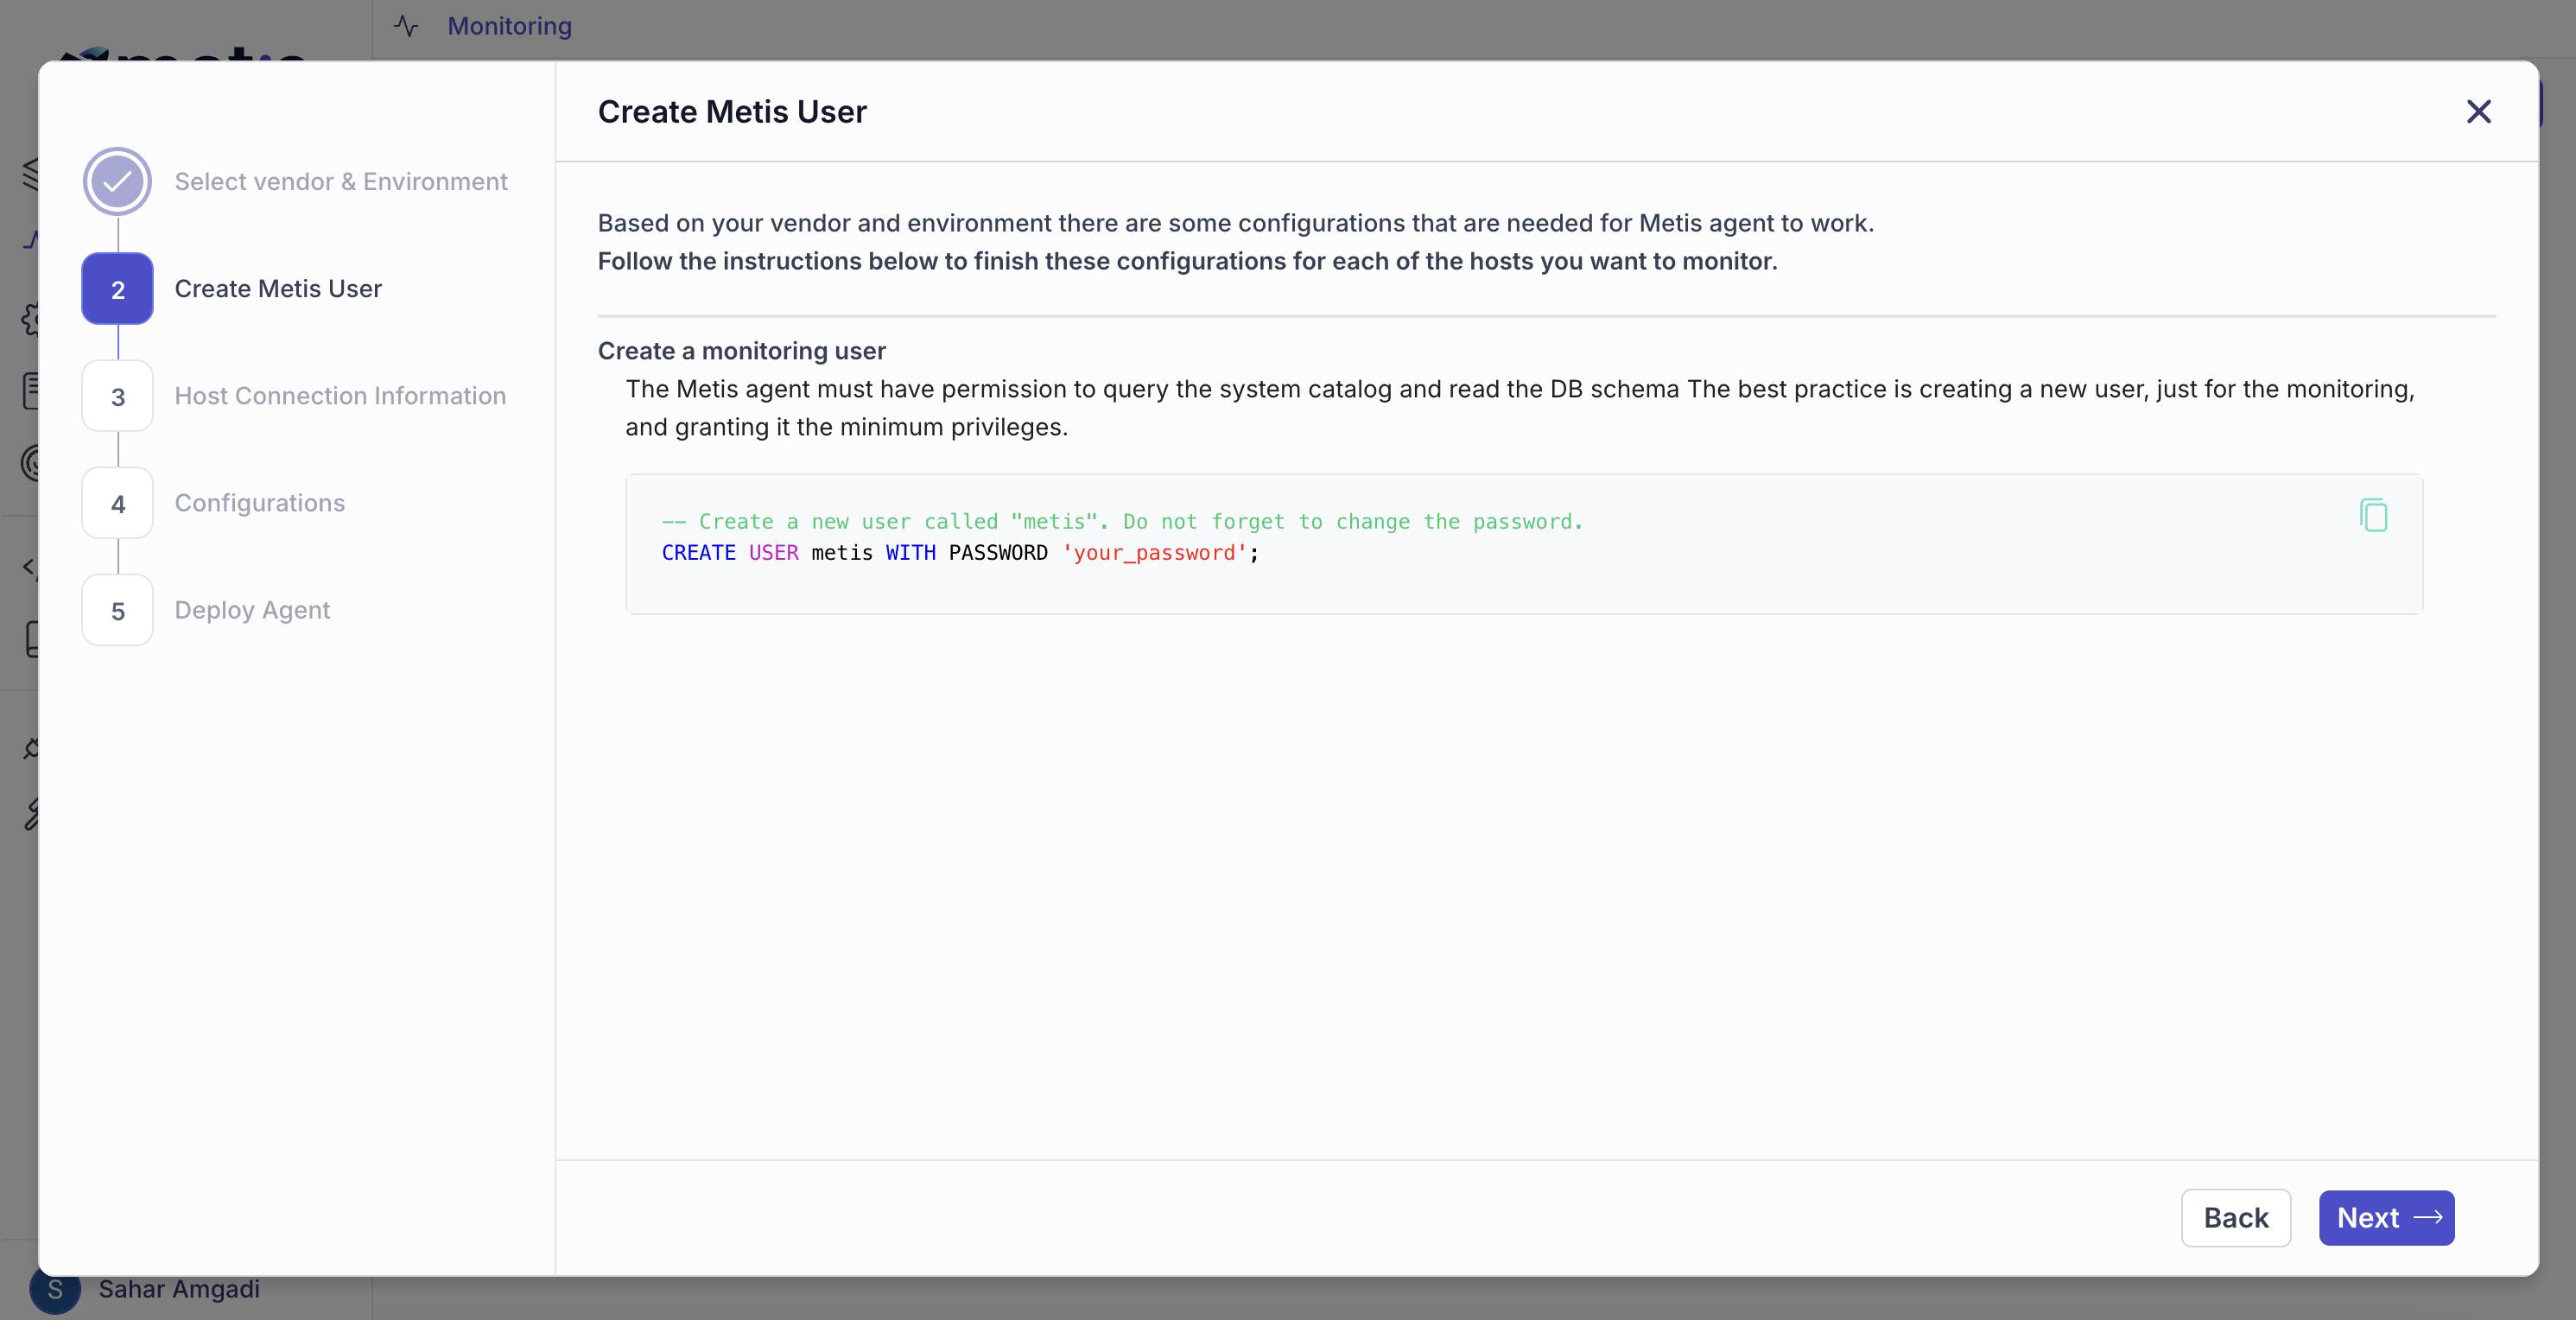 Monitoring
Create Metis User
Select vendor & Environment
2
Create Metis User
3
Host Connection Information
4
Configurations
5
Deploy Agent
Based on your vendor and environment there are some configurations that are needed for Metis agent to work.
Follow the instructions below to finish these configurations for each of the hosts you want to monitor.
Create a monitoring user
The Metis agent must have permission to query the system catalog and read the DB schema The best practice is creating a new user, just for the monitoring,
and granting it the minimum privileges.
-- Create a new user called "metis". Do not forget to change the password.
CREATE USER metis WITH PASSWORD 'your_password';
Back
Next
S
Sahar Amgadi